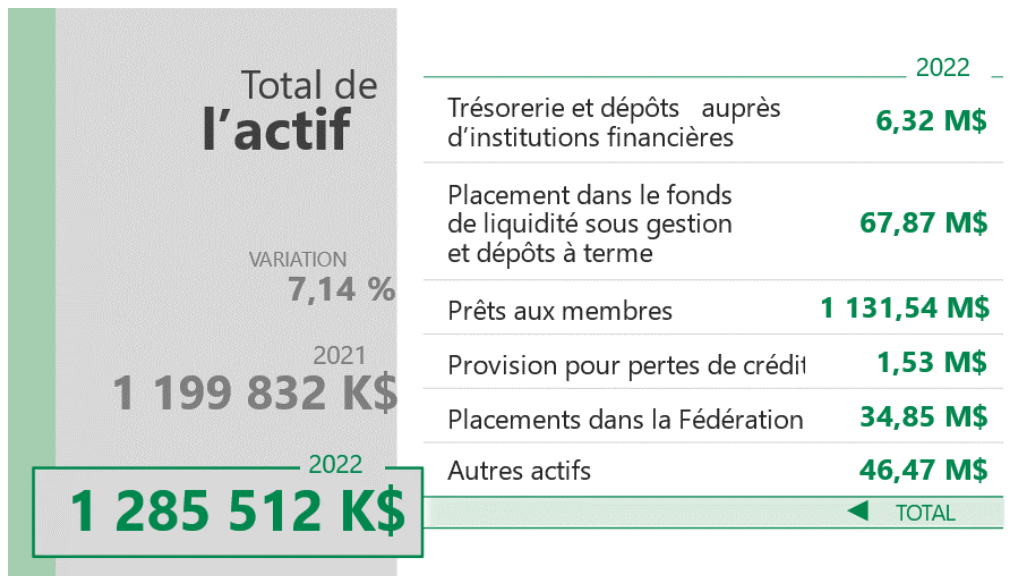 Total de
l’actif
VARIATION
7,14 %
2021
1 199 832 K$
2022
1 285 512 K$
2022
Trésorerie et dépôts auprès
d’institutions financières
6,32 M$
Placement dans le fonds
de liquidité sous gestion
et dépôts à terme
67,87 M$
Prêts aux membres
1 131,54 M$
Provision pour pertes de crédit
1,53 M$
Placements dans la Fédération
34,85 M$
Autres actifs
46,47 M$
◀ TOTAL